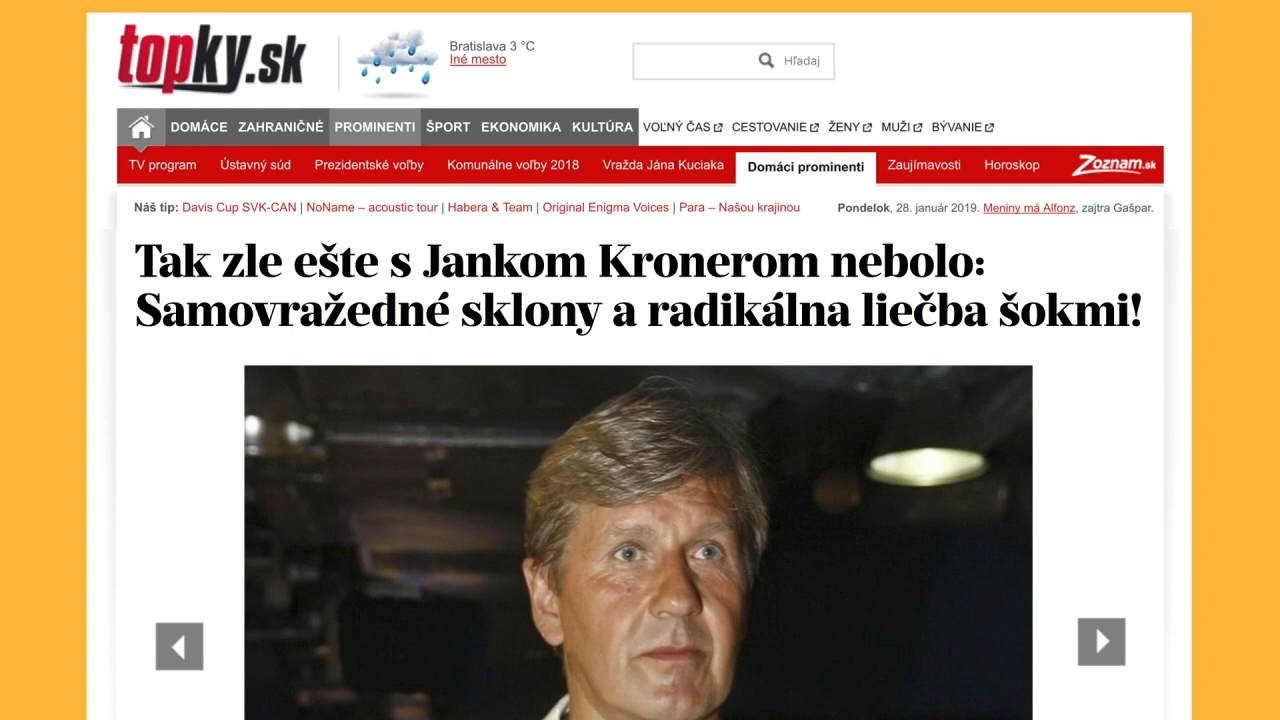 topky.sk
Bratislava 3 °C
Iné mesto
Hľadaj
DOMÁCE ZAHRANIČNÉ PROMINENTI ŠPORT EKONOMIKA KULTÚRA VOĽNÝ ČAS CESTOVANIE ŽENY MUŽI BÝVANIE
TV program Ústavný súd Prezidentské voľby Komunálne voľby 2018 Vražda Jána Kuciaka Domáci prominenti Zaujímavosti Horoskop Zoznam.sk
Náš tip: Davis Cup SVK-CAN | NoName – acoustic tour | Habera & Team | Original Enigma Voices | Para – Našou krajinou Pondelok, 28. január 2019. Meniny má Alfonz, zajtra Gašpar.
Tak zle ešte s Jankom Kronerom nebolo:
Samovražedné sklony a radikálna liečba šokmi!